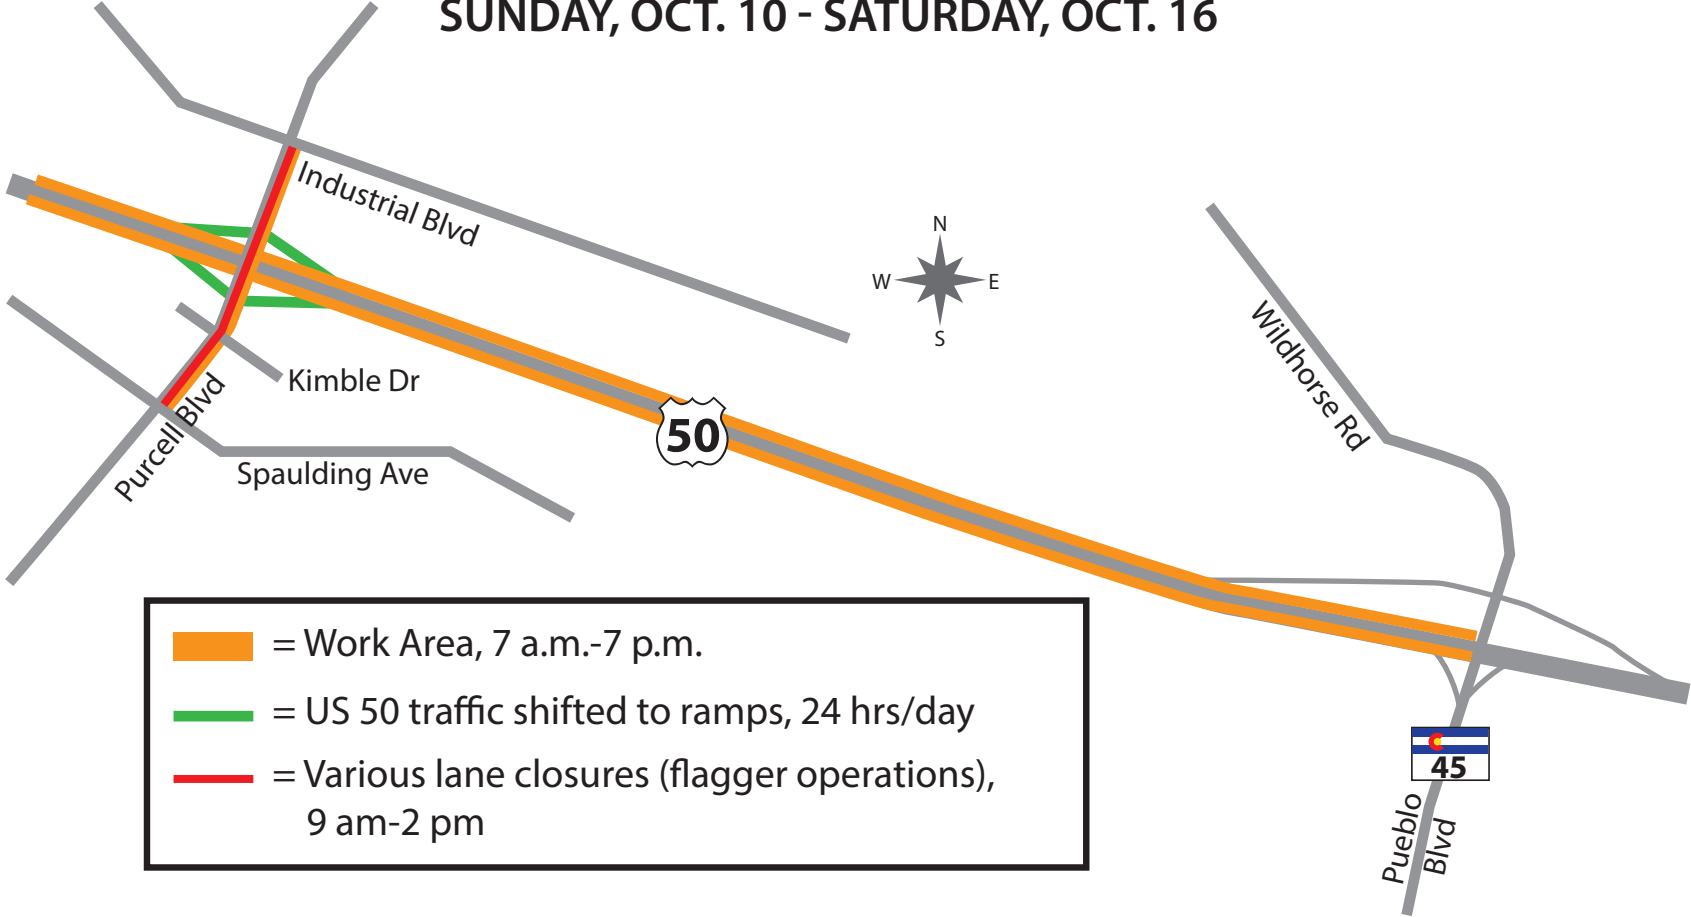 SUNDAY, OCT. 10 - SATURDAY, OCT. 16
Industrial Blvd
N
W
E
S
Wildhorse Rd
Kimble Dr
Purcell Blvd
50
Spaulding Ave
= Work Area, 7 a.m.-7 p.m.
= US 50 traffic shifted to ramps, 24 hrs/day
= Various lane closures (flagger operations),
9 am-2 pm
45
Pueblo
Blvd